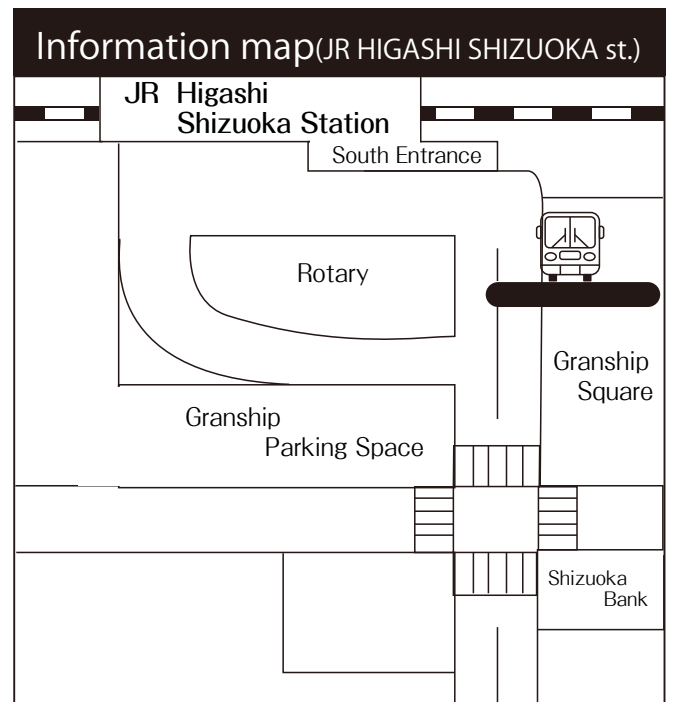 Information map(JR HIGASHI SHIZUOKA st.)
JR Higashi
Shizuoka Station
South Entrance
Rotary
Granship
Square
Granship
Parking Space
Shizuoka
Bank